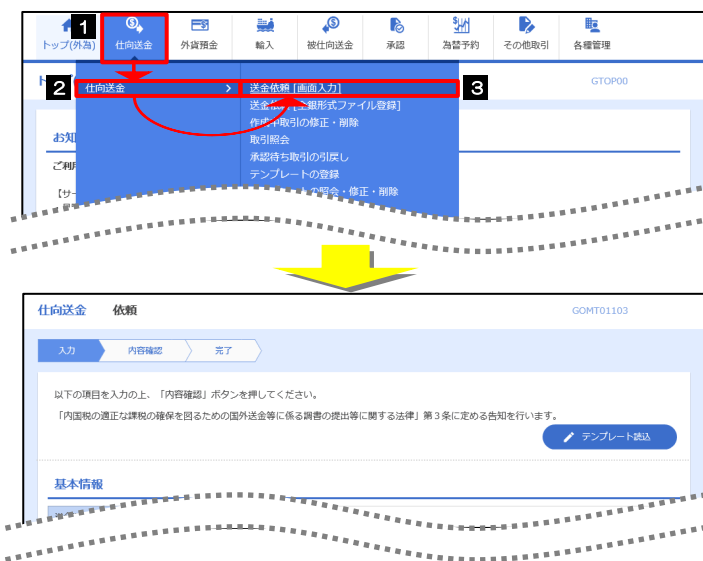 1
トップ(外為) 仕向送金 外貨預金 輸入 被仕向送金 承認 為替予約 その他取引 各種管理
GTOP00
2 仕向送金 > 送金依頼 [画面入力] 3
送金依頼 [全銀形式ファイル登録]
作成中取引の修正・削除
お知
取引照会
承認待ち取引の引戻し
ご利用
テンプレートの登録
【サー
の照会・修正・削除
仕向送金 依頼 GOMT01103
入力 内容確認 完了
以下の項目を入力の上、「内容確認」ボタンを押してください。
「内国税の適正な課税の確保を図るための国外送金等に係る調書の提出等に関する法律」第3条に定める告知を行います。
テンプレート読込
基本情報